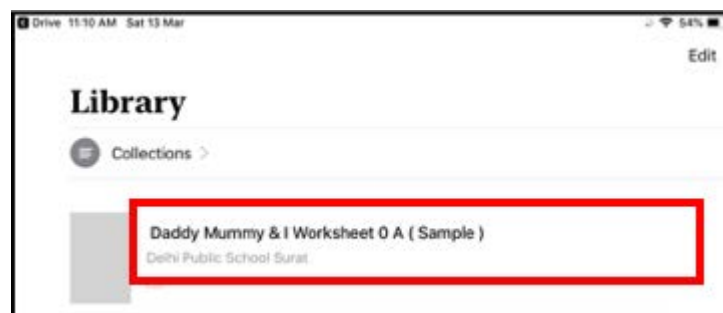 Drive 11:10 AM Sat 13 Mar 54%
Edit
Library
Collections >
Daddy Mummy & I Worksheet 0 A ( Sample )
Delhi Public School Surat